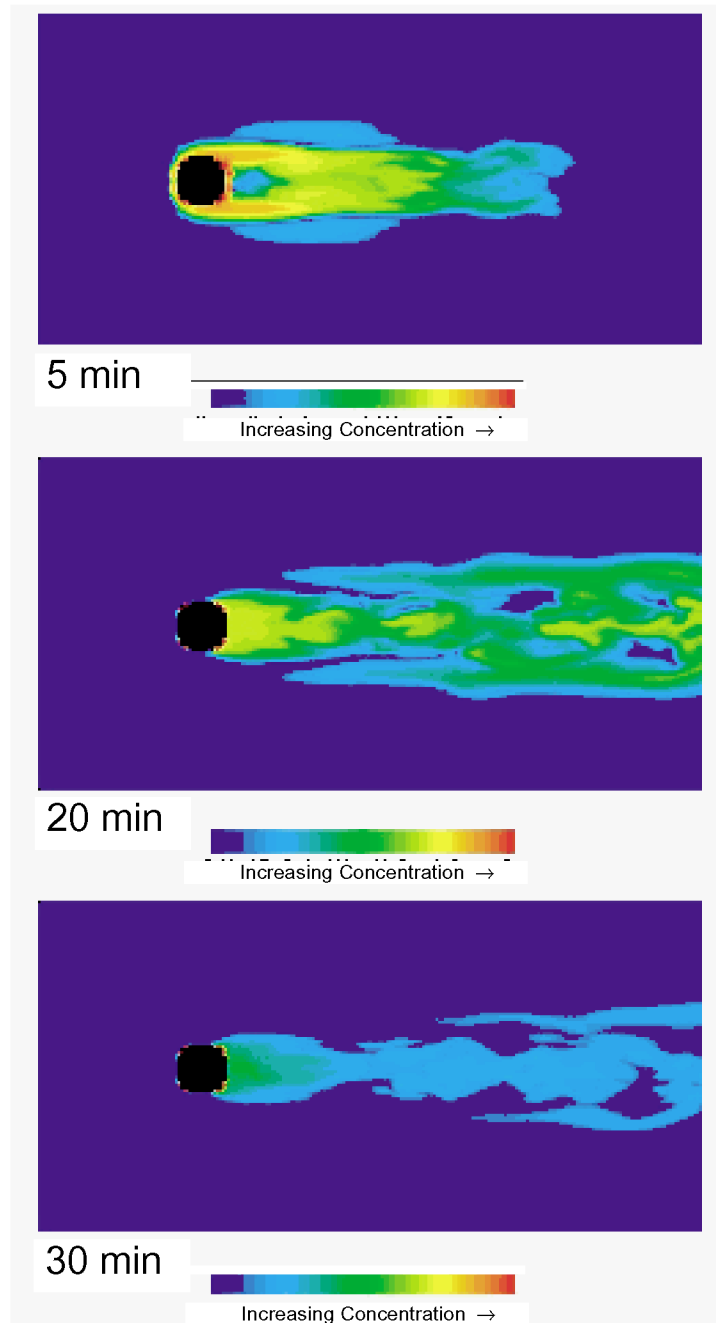 5 min
Increasing Concentration →
20 min
Increasing Concentration →
30 min
Increasing Concentration →